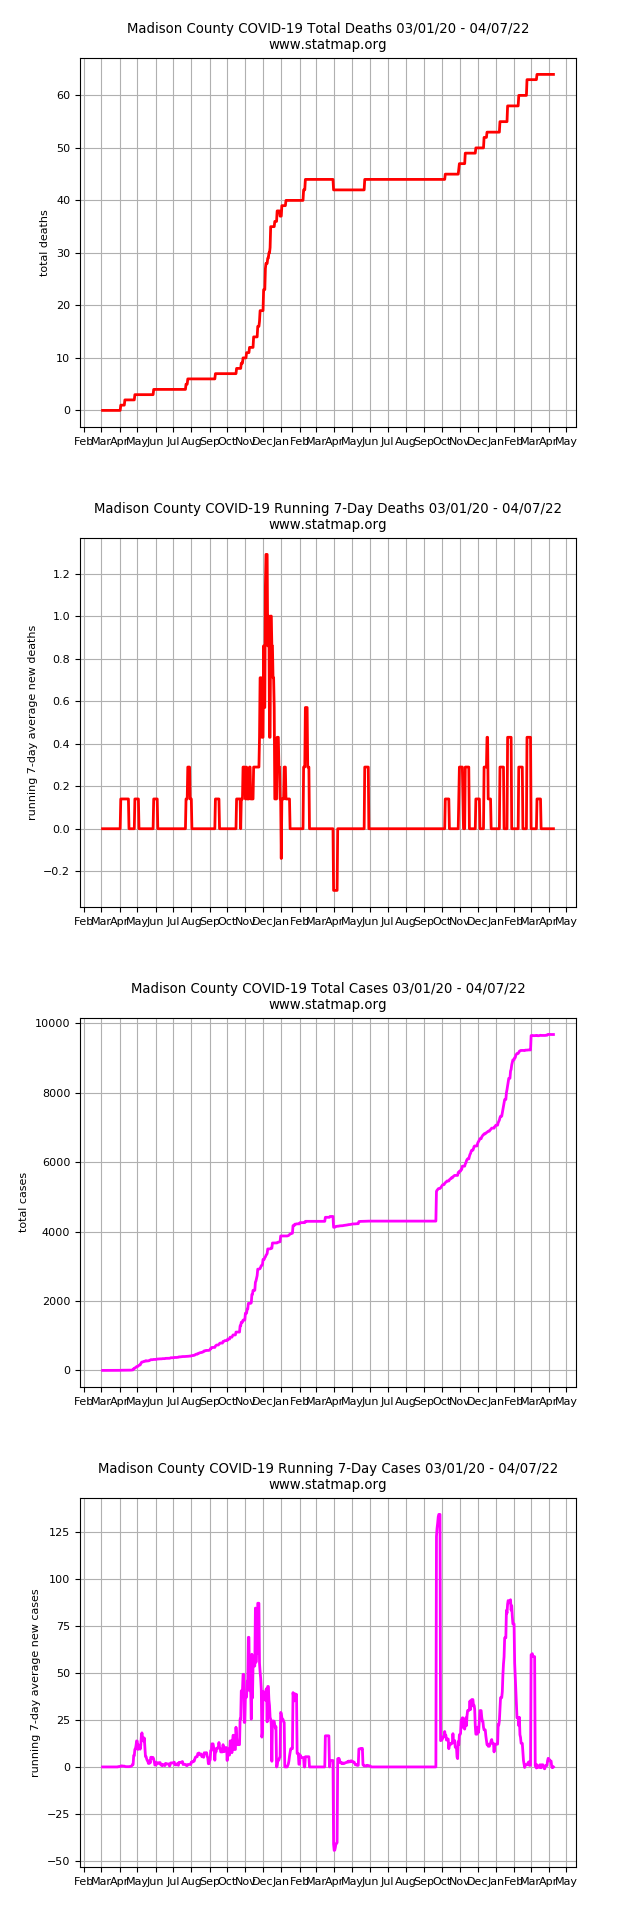 Madison County COVID-19 Total Deaths 03/01/20 - 04/07/22
www.statmap.org
60
50
40
30
20
10
0
total deaths
Feb Mar Apr May Jun Jul Aug Sep Oct Nov Dec Jan Feb Mar Apr May Jun Jul Aug Sep Oct Nov Dec Jan Feb Mar Apr May
Madison County COVID-19 Running 7-Day Deaths 03/01/20 - 04/07/22
www.statmap.org
1.2
1.0
0.8
0.6
0.4
0.2
0.0
−0.2
running 7-day average new deaths
Feb Mar Apr May Jun Jul Aug Sep Oct Nov Dec Jan Feb Mar Apr May Jun Jul Aug Sep Oct Nov Dec Jan Feb Mar Apr May
Madison County COVID-19 Total Cases 03/01/20 - 04/07/22
www.statmap.org
10000
8000
6000
4000
2000
0
total cases
Feb Mar Apr May Jun Jul Aug Sep Oct Nov Dec Jan Feb Mar Apr May Jun Jul Aug Sep Oct Nov Dec Jan Feb Mar Apr May
Madison County COVID-19 Running 7-Day Cases 03/01/20 - 04/07/22
www.statmap.org
125
100
75
50
25
0
−25
−50
running 7-day average new cases
Feb Mar Apr May Jun Jul Aug Sep Oct Nov Dec Jan Feb Mar Apr May Jun Jul Aug Sep Oct Nov Dec Jan Feb Mar Apr May